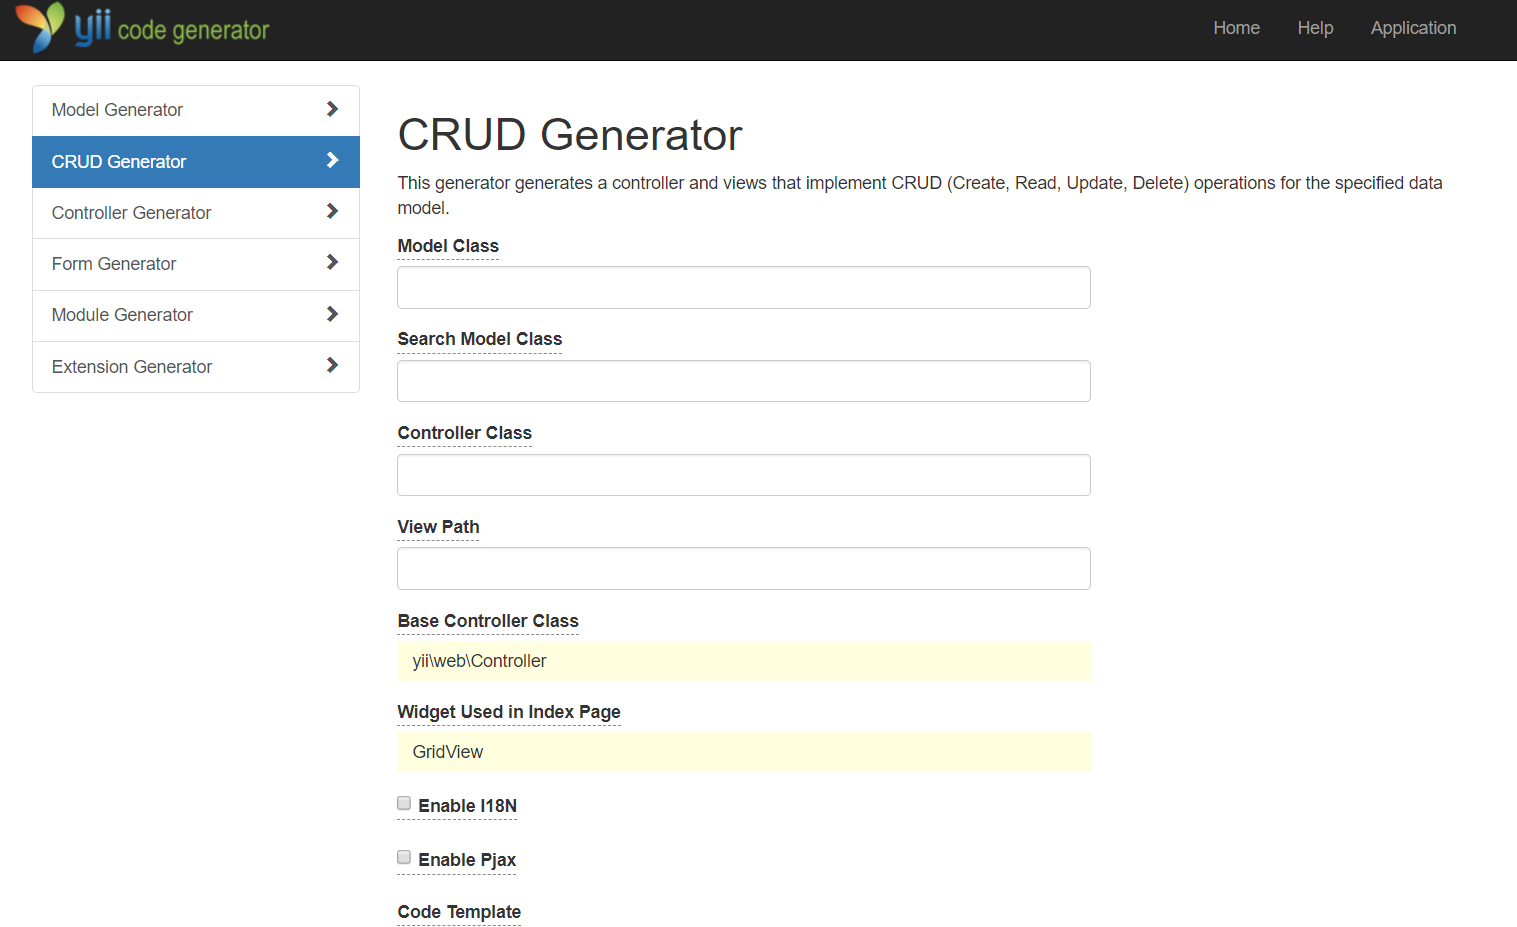 yii code generator
Home Help Application
Model Generator
CRUD Generator
Controller Generator
Form Generator
Module Generator
Extension Generator
CRUD Generator
This generator generates a controller and views that implement CRUD (Create, Read, Update, Delete) operations for the specified data
model.
Model Class
Search Model Class
Controller Class
View Path
Base Controller Class
yii\web\Controller
Widget Used in Index Page
GridView
Enable I18N
Enable Pjax
Code Template